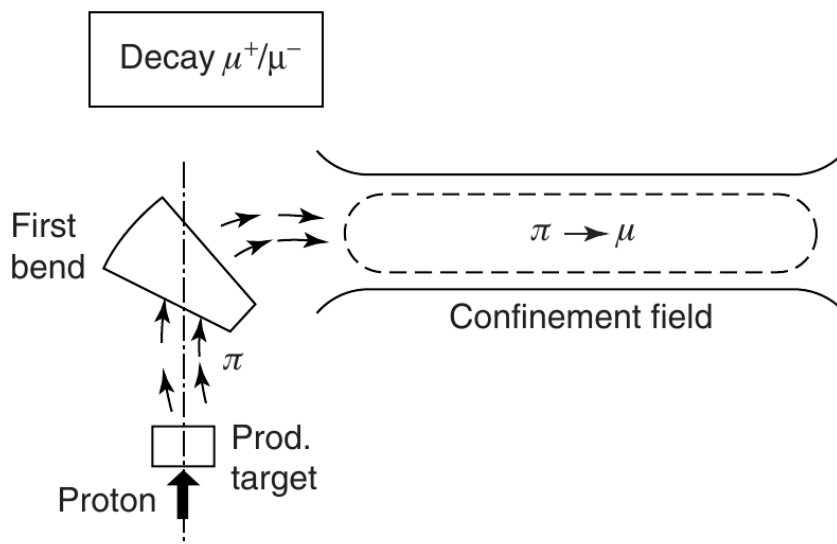 Decay μ⁺/μ⁻
First
bend
π → μ
Confinement field
π
Prod.
target
Proton